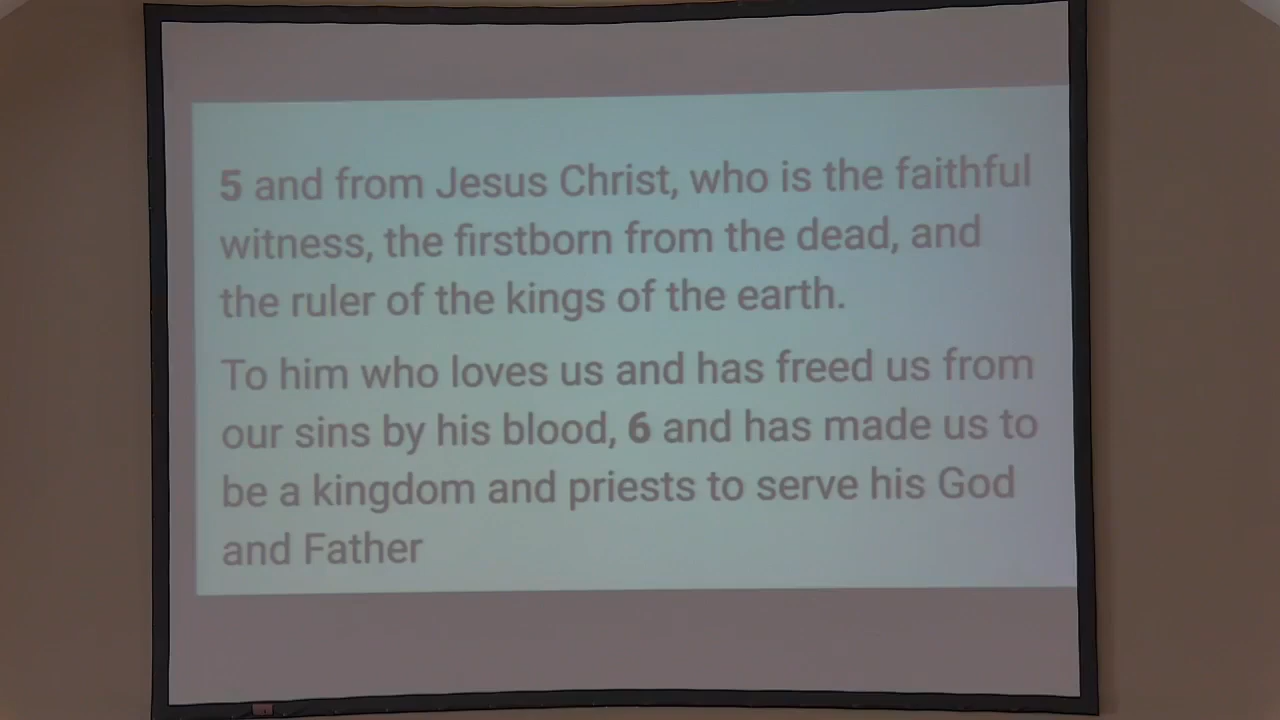 5 and from Jesus Christ, who is the faithful
witness, the firstborn from the dead, and
the ruler of the kings of the earth.
To him who loves us and has freed us from
our sins by his blood, 6 and has made us to
be a kingdom and priests to serve his God
and Father